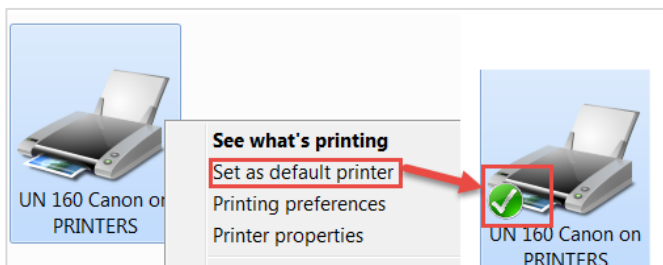 See what's printing
Set as default printer
Printing preferences
Printer properties
UN 160 Canon on
PRINTERS
UN 160 Canon on
PRINTERS